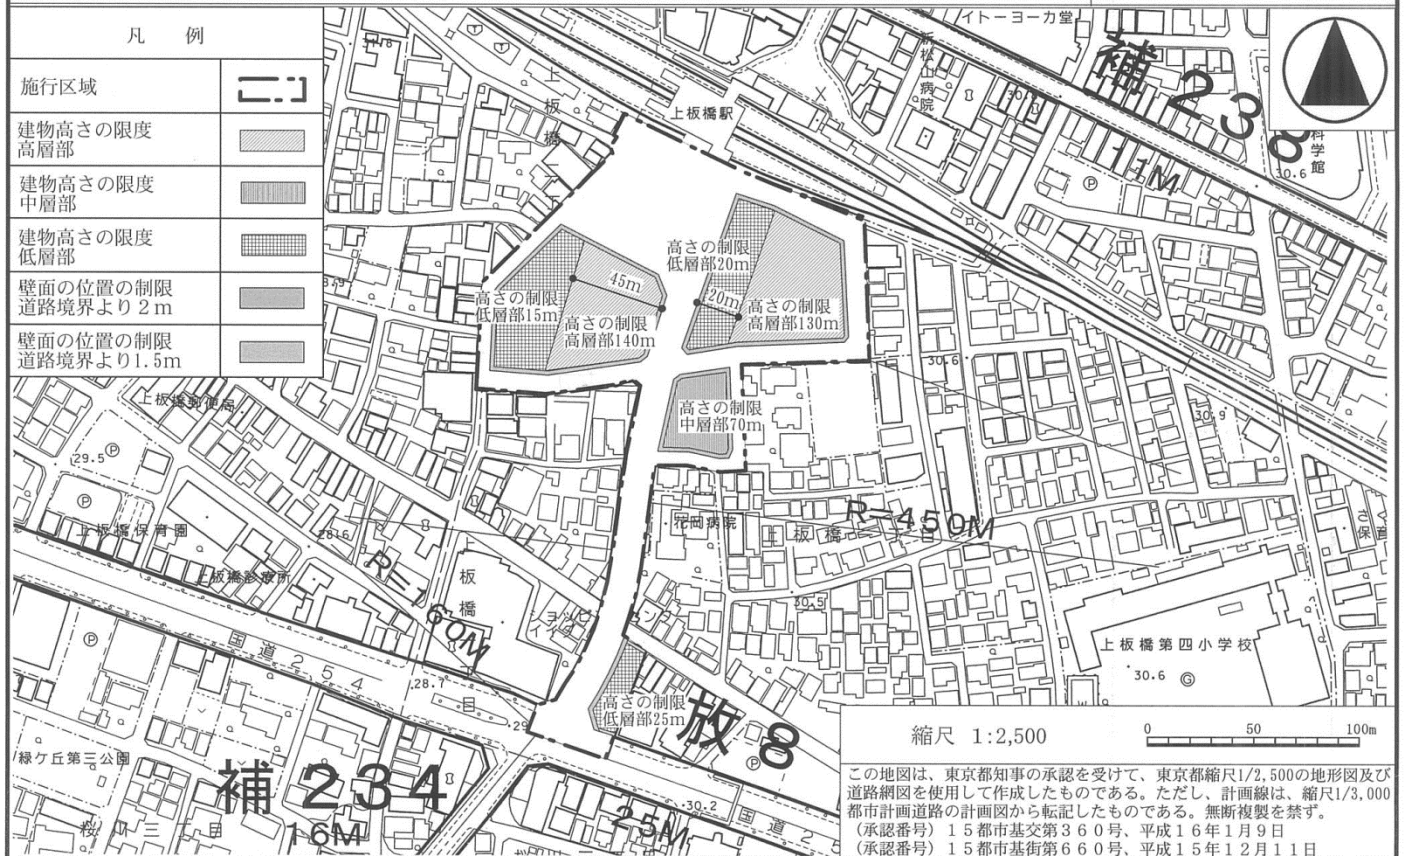 凡 例
施行区域
建物高さの限度
高層部
建物高さの限度
中層部
建物高さの限度
低層部
壁面の位置の制限
道路境界より2m
壁面の位置の制限
道路境界より1.5m
イトーヨーカ堂
新松山病院
補238
11M
科学館
30.6
上板橋駅
上板橋
高さの制限
低層部20m
20m
高さの制限
高層部130m
45m
高さの制限
低層部15m
高さの制限
高層部140m
高さの制限
中層部70m
30.6
30.9
上板橋郵便局
29.5
上板橋保育園
28.6
上板橋診療所
R=160M
板橋
花岡病院
R=450M
上板橋二丁目
30.5
国道254
28.7
上板橋第四小学校
30.6
高さの制限
低層部25m
放8
緑ケ丘第三公園
補234
16M
桜川三丁目
30.2
25M
国道2
縮尺 1:2,500
0 50 100m
この地図は、東京都知事の承認を受けて、東京都縮尺1/2,500の地形図及び
道路網図を使用して作成したものである。ただし、計画線は、縮尺1/3,000
都市計画道路の計画図から転記したものである。無断複製を禁ず。
(承認番号)15都市基交第360号、平成16年1月9日
(承認番号)15都市基街第660号、平成15年12月11日